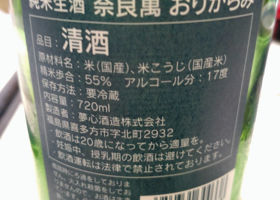 純米生酒 奈良萬 おりがらみ
品目：清酒
原材料名：米(国産)、米こうじ(国産米)
精米歩合：55% アルコール分：17度
保存方法：要冷蔵
内容量：720ml
製造者：夢心酒造株式会社
福島県喜多方市字北町2932
・飲酒は20歳になってから適量を。
・妊娠中、授乳期の飲酒は避けてください。
・飲酒運転は法律で禁止されております。